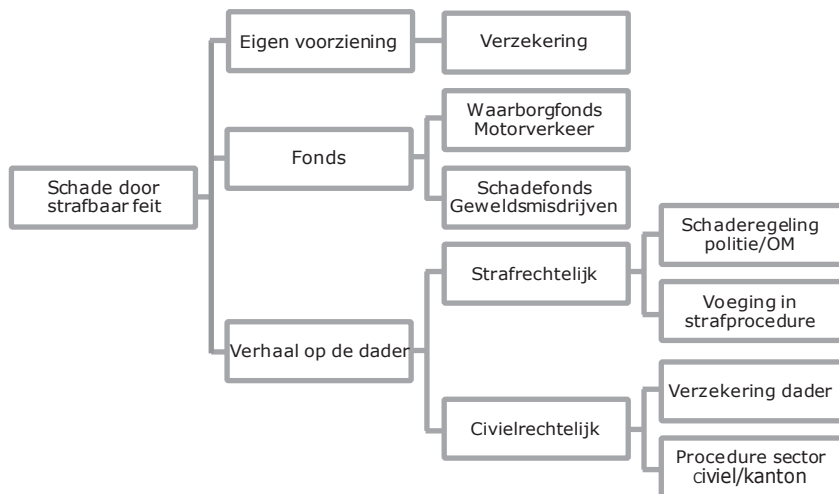 Eigen voorziening
Verzekering
Waarborgfonds
Motorverkeer
Fonds
Schade door
strafbaar feit
Schadefonds
Geweldsmisdrijven
Schaderegeling
politie/OM
Strafrechtelijk
Voeging in
strafprocedure
Verhaal op de dader
Verzekering dader
Civielrechtelijk
Procedure sector
civiel/kanton